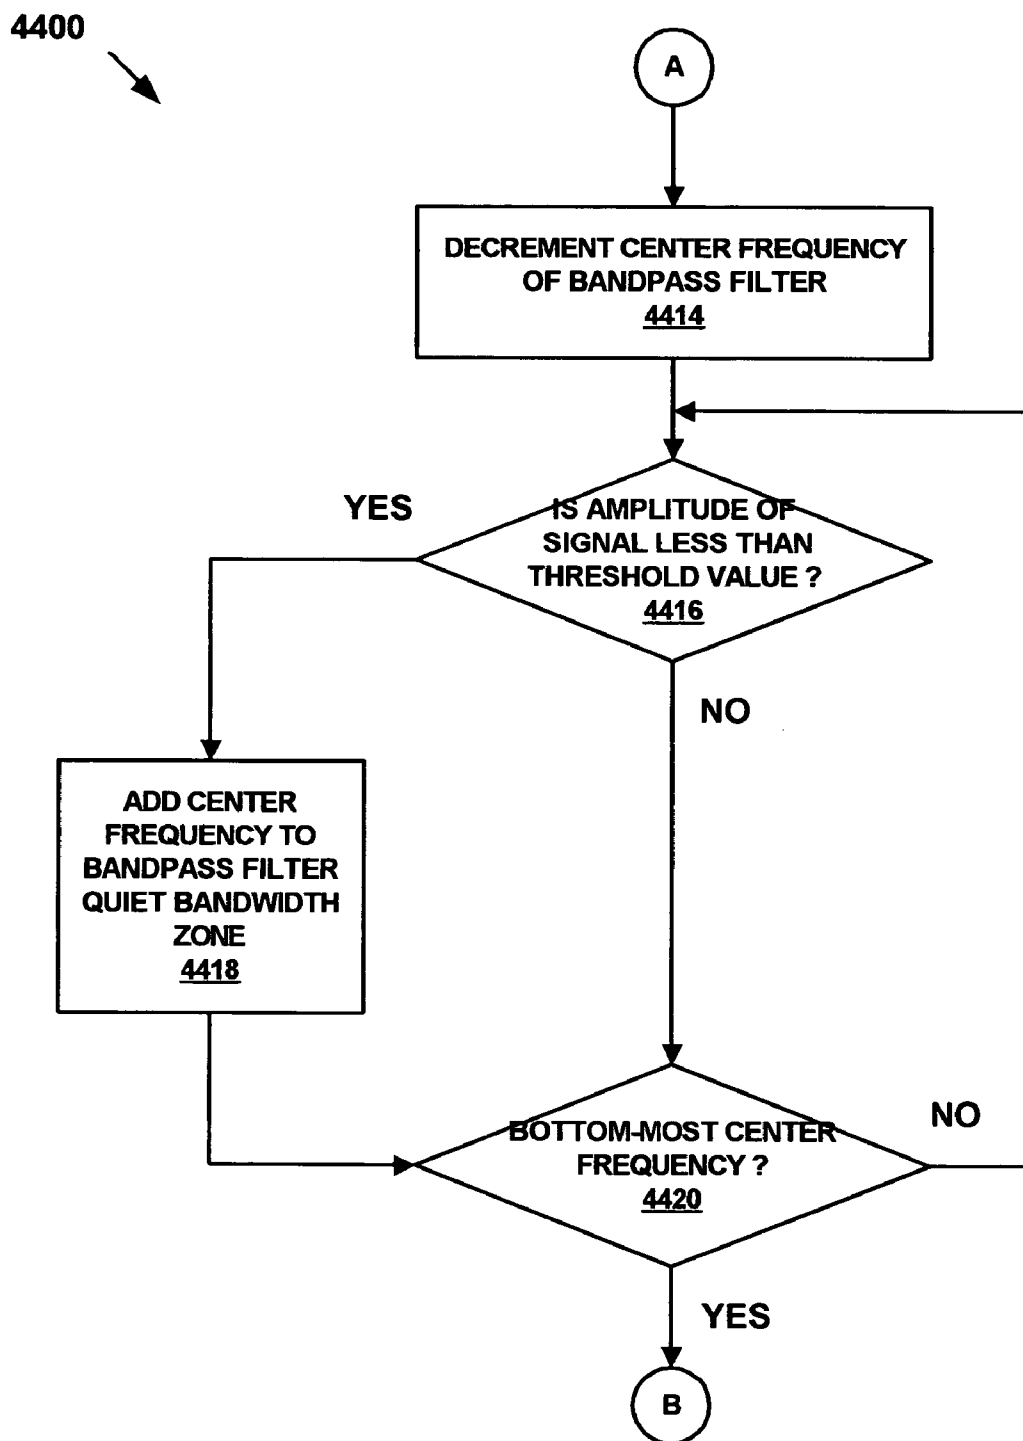 4400
A
DECREMENT CENTER FREQUENCY
OF BANDPASS FILTER
4414
YES
IS AMPLITUDE OF
SIGNAL LESS THAN
THRESHOLD VALUE ?
4416
NO
ADD CENTER
FREQUENCY TO
BANDPASS FILTER
QUIET BANDWIDTH
ZONE
4418
BOTTOM-MOST CENTER
FREQUENCY ?
4420
NO
YES
B